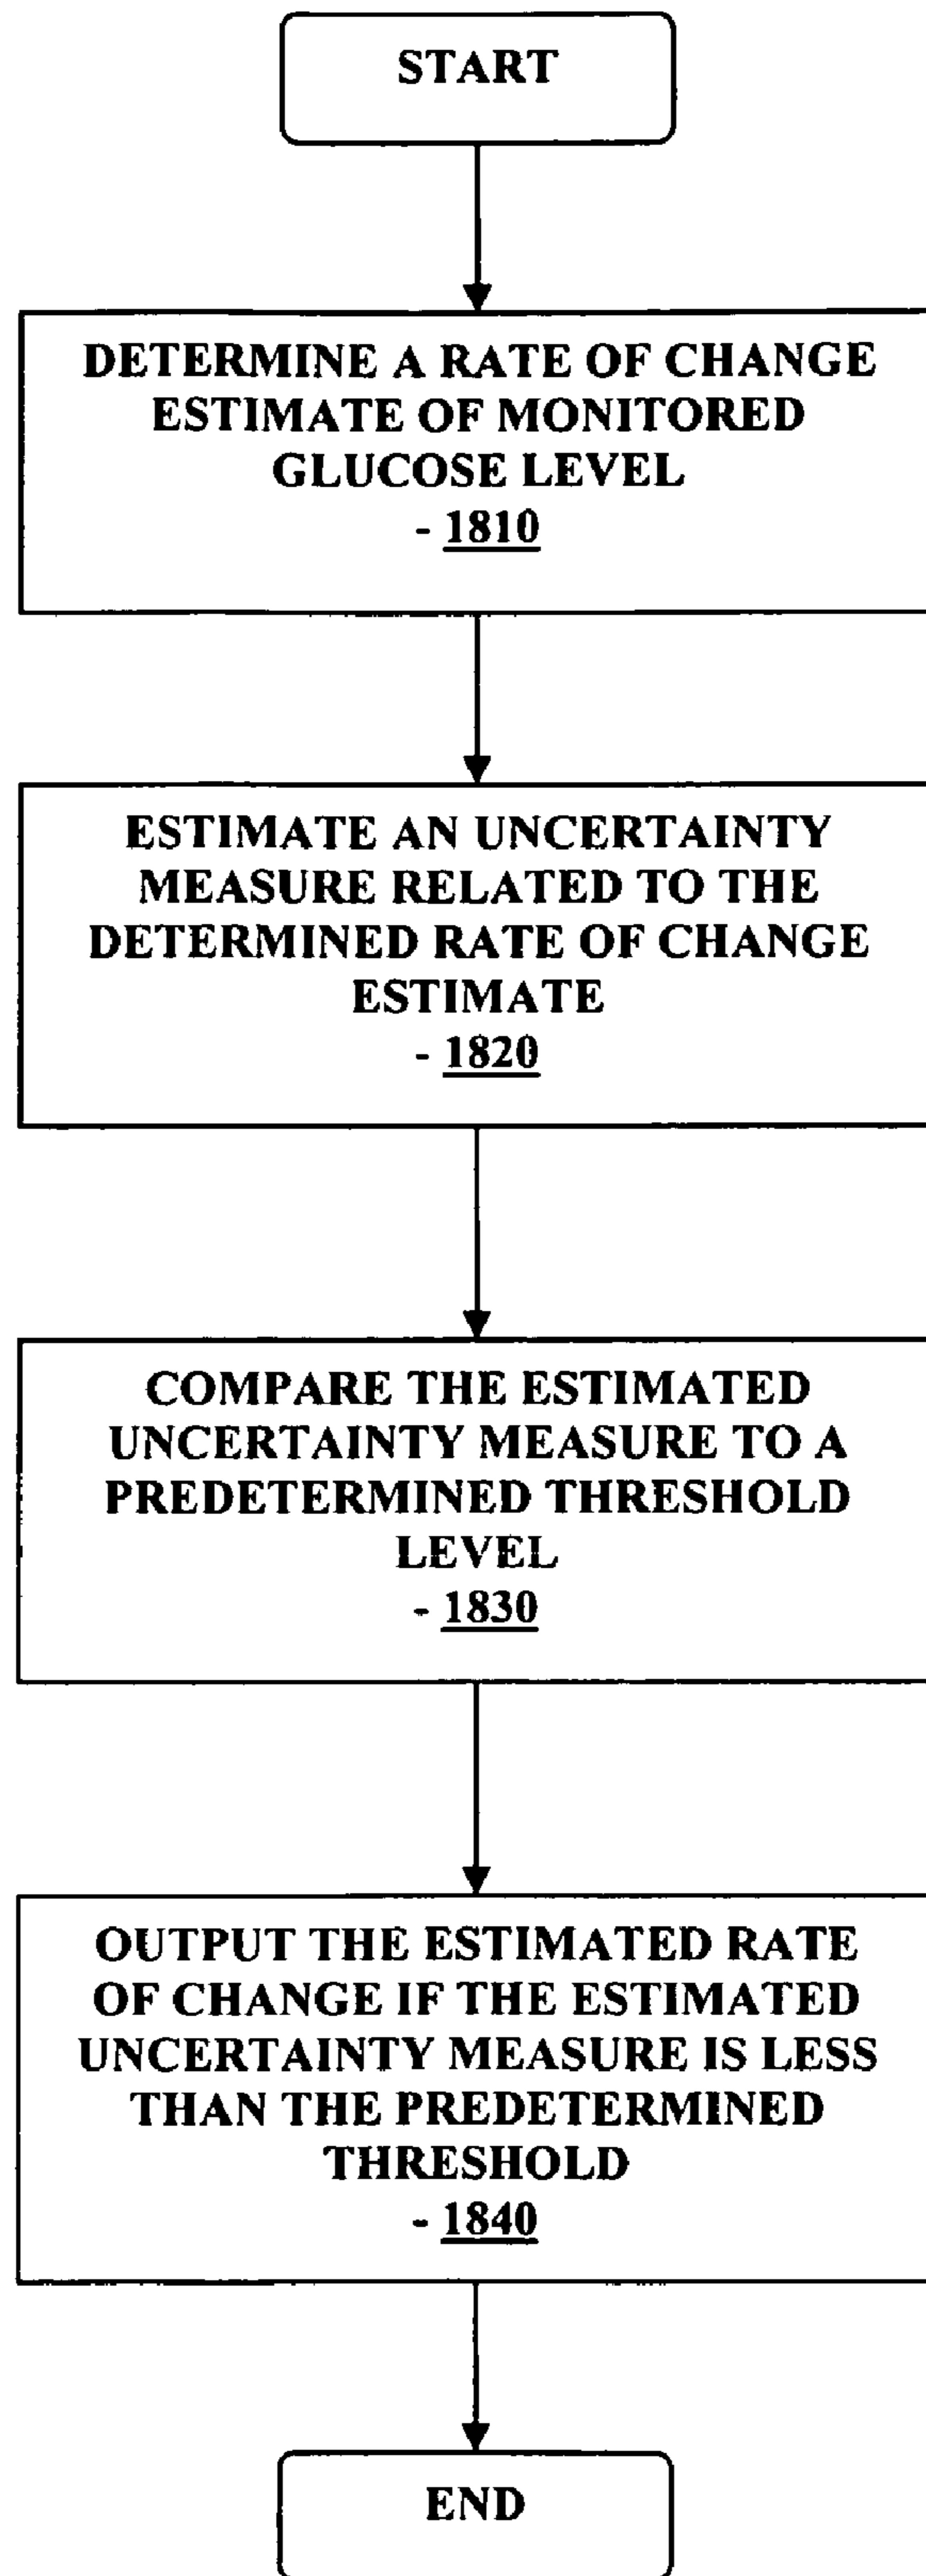 START
DETERMINE A RATE OF CHANGE
ESTIMATE OF MONITORED
GLUCOSE LEVEL
- 1810
ESTIMATE AN UNCERTAINTY
MEASURE RELATED TO THE
DETERMINED RATE OF CHANGE
ESTIMATE
- 1820
COMPARE THE ESTIMATED
UNCERTAINTY MEASURE TO A
PREDETERMINED THRESHOLD
LEVEL
- 1830
OUTPUT THE ESTIMATED RATE
OF CHANGE IF THE ESTIMATED
UNCERTAINTY MEASURE IS LESS
THAN THE PREDETERMINED
THRESHOLD
- 1840
END